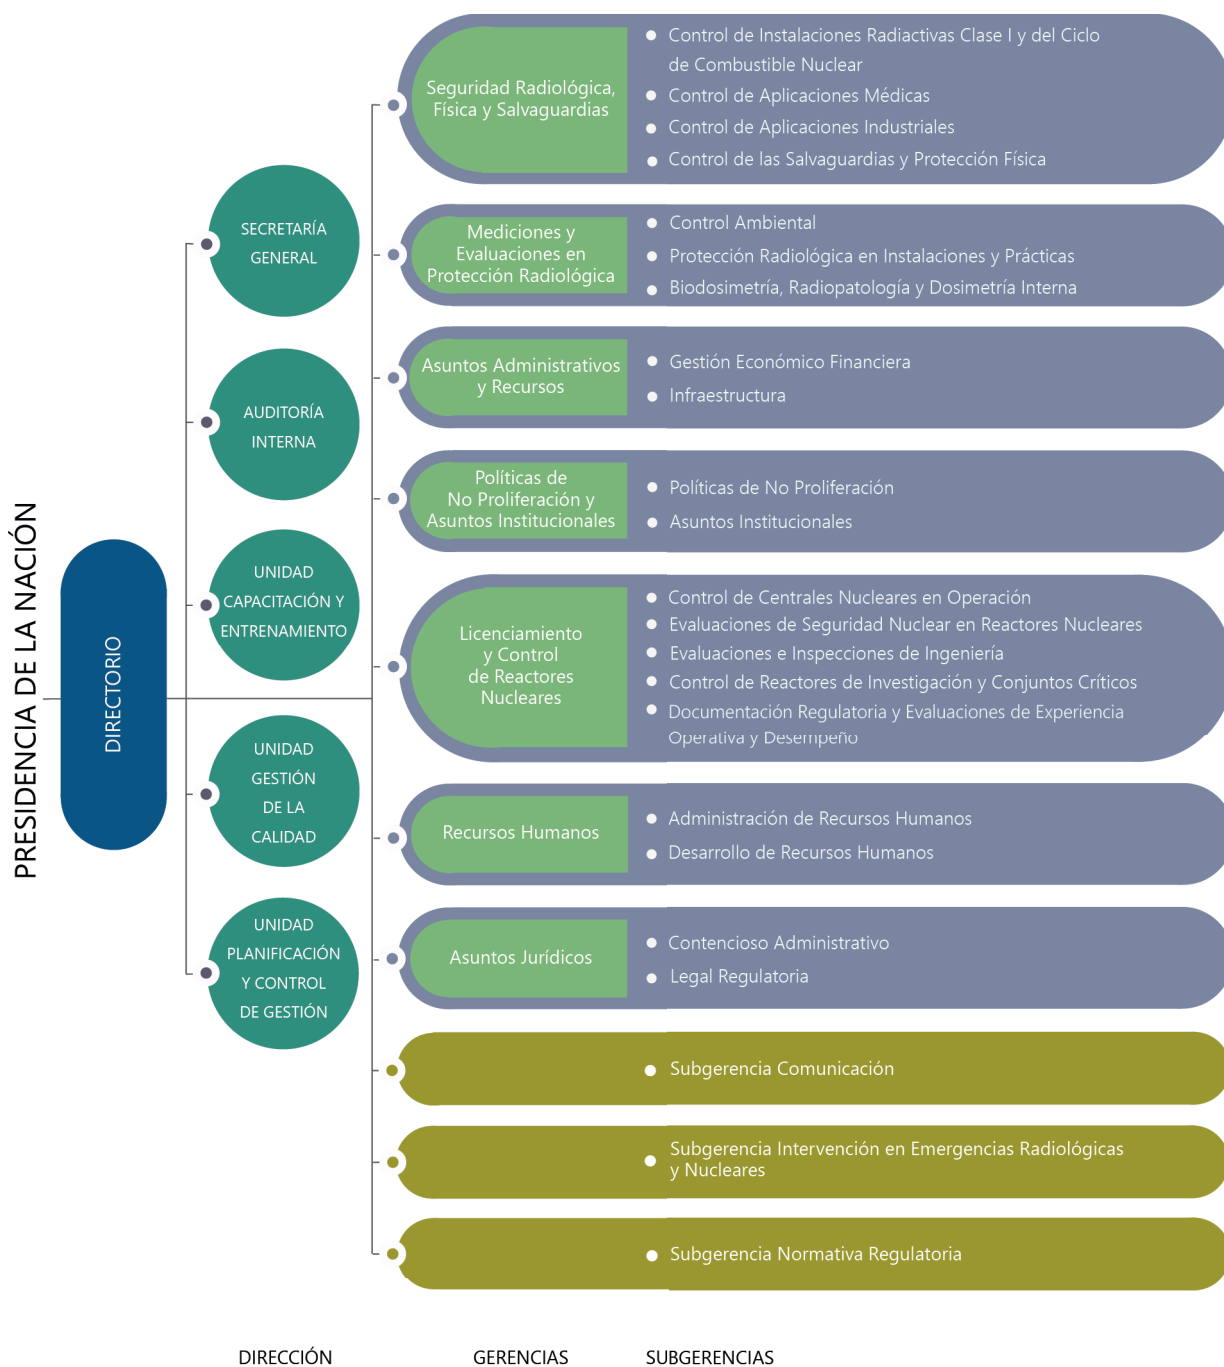 PRESIDENCIA DE LA NACIÓN
DIRECTORIO
SECRETARÍA
GENERAL
AUDITORÍA
INTERNA
UNIDAD
CAPACITACIÓN Y
ENTRENAMIENTO
UNIDAD
GESTIÓN
DE LA
CALIDAD
UNIDAD
PLANIFICACIÓN
Y CONTROL
DE GESTIÓN
Seguridad Radiológica,
Física y Salvaguardias
Control de Instalaciones Radiactivas Clase I y del Ciclo
de Combustible Nuclear
Control de Aplicaciones Médicas
Control de Aplicaciones Industriales
Control de las Salvaguardias y Protección Física
Mediciones y
Evaluaciones en
Protección Radiológica
Control Ambiental
Protección Radiológica en Instalaciones y Prácticas
Biodosimetría, Radiopatología y Dosimetría Interna
Asuntos Administrativos
y Recursos
Gestión Económico Financiera
Infraestructura
Políticas de
No Proliferación y
Asuntos Institucionales
Políticas de No Proliferación
Asuntos Institucionales
Licenciamiento
y Control
de Reactores
Nucleares
Control de Centrales Nucleares en Operación
Evaluaciones de Seguridad Nuclear en Reactores Nucleares
Evaluaciones e Inspecciones de Ingeniería
Control de Reactores de Investigación y Conjuntos Críticos
Documentación Regulatoria y Evaluaciones de Experiencia
Operativa y Desempeño
Recursos Humanos
Administración de Recursos Humanos
Desarrollo de Recursos Humanos
Asuntos Jurídicos
Contencioso Administrativo
Legal Regulatoria
Subgerencia Comunicación
Subgerencia Intervención en Emergencias Radiológicas
y Nucleares
Subgerencia Normativa Regulatoria
DIRECCIÓN
GERENCIAS
SUBGERENCIAS